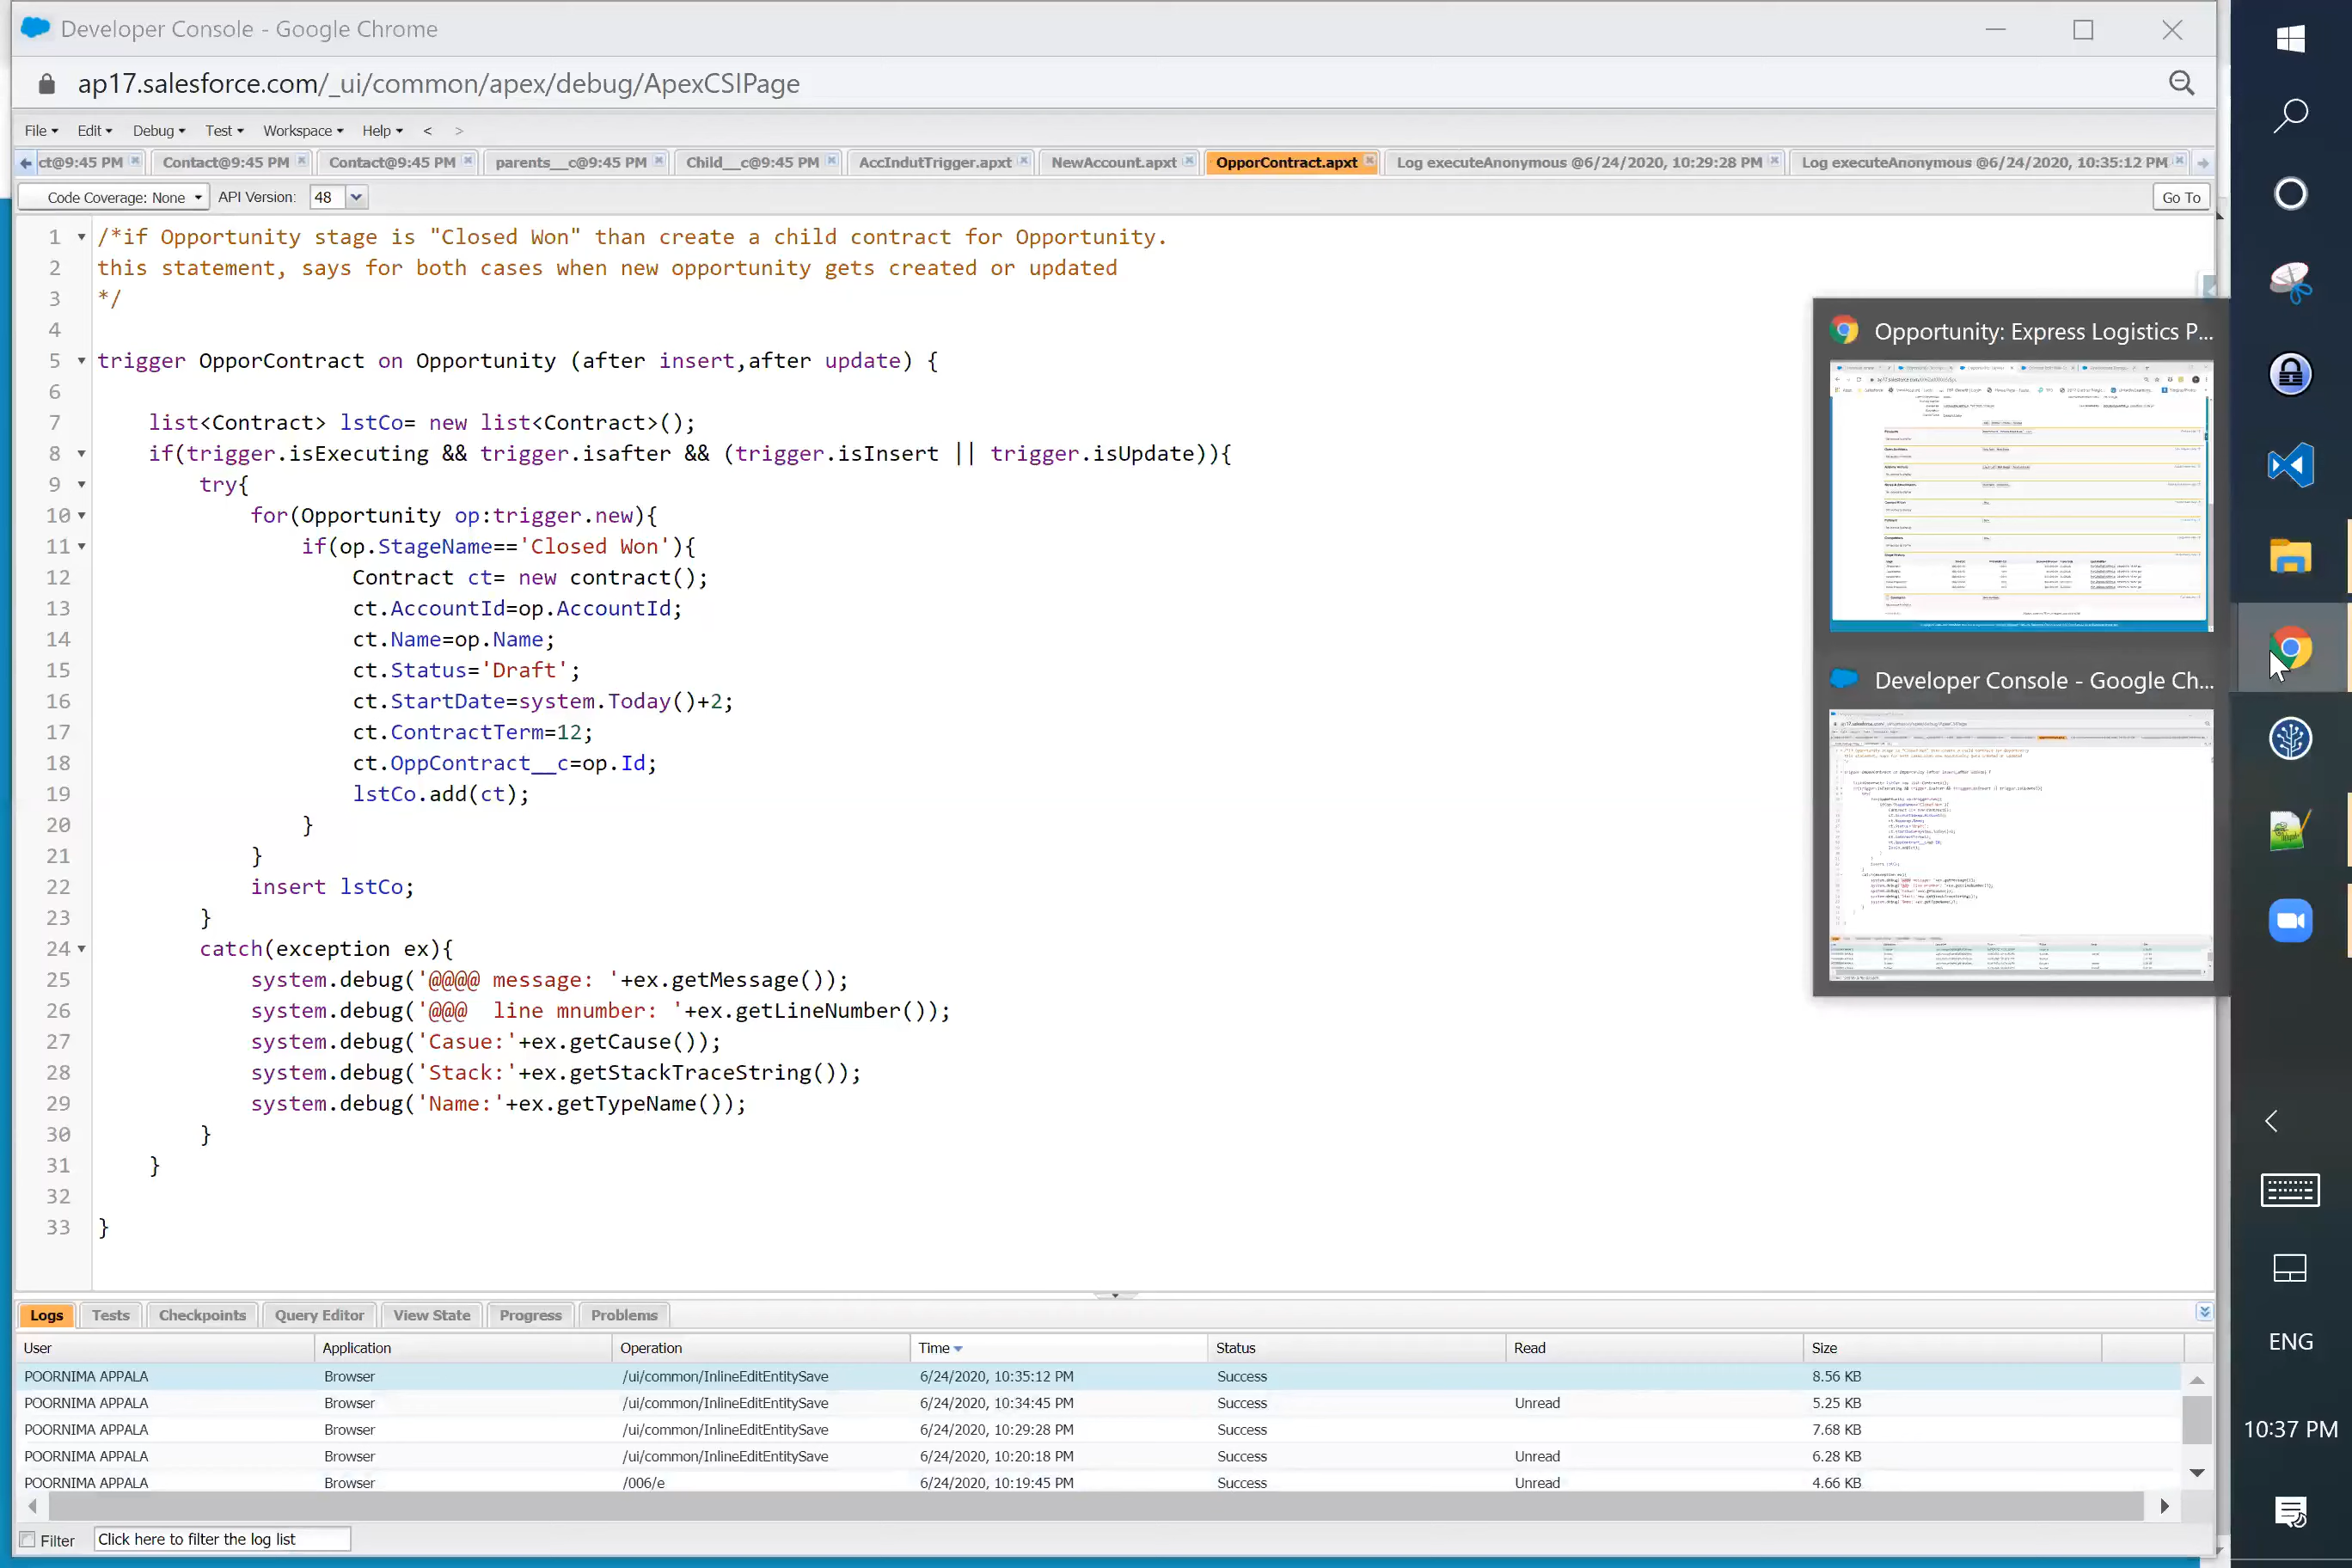 Developer Console - Google Chrome
ap17.salesforce.com/_ui/common/apex/debug/ApexCSIPage
File Edit Debug Test Workspace Help < >
ct@9:45 PM Contact@9:45 PM Contact@9:45 PM parents__c@9:45 PM Child__c@9:45 PM AccIndutTrigger.apxt NewAccount.apxt OpporContract.apxt Log executeAnonymous @6/24/2020, 10:29:28 PM Log executeAnonymous @6/24/2020, 10:35:12 PM
Code Coverage: None API Version: 48 Go To
1 /*if Opportunity stage is "Closed Won" than create a child contract for Opportunity.
2 this statement, says for both cases when new opportunity gets created or updated
3 */
4
5 trigger OpporContract on Opportunity (after insert,after update) {
6
7 list<Contract> lstCo= new list<Contract>();
8 if(trigger.isExecuting && trigger.isafter && (trigger.isInsert || trigger.isUpdate)){
9 try{
10 for(Opportunity op:trigger.new){
11 if(op.StageName=='Closed Won'){
12 Contract ct= new contract();
13 ct.AccountId=op.AccountId;
14 ct.Name=op.Name;
15 ct.Status='Draft';
16 ct.StartDate=system.Today()+2;
17 ct.ContractTerm=12;
18 ct.OppContract__c=op.Id;
19 lstCo.add(ct);
20 }
21 }
22 insert lstCo;
23 }
24 catch(exception ex){
25 system.debug('@@@@ message: '+ex.getMessage());
26 system.debug('@@@  line mnumber: '+ex.getLineNumber());
27 system.debug('Casue:'+ex.getCause());
28 system.debug('Stack:'+ex.getStackTraceString());
29 system.debug('Name:'+ex.getTypeName());
30 }
31 }
32
33 }
Opportunity: Express Logistics P...
Developer Console - Google Ch...
Logs Tests Checkpoints Query Editor View State Progress Problems
User Application Operation Time Status Read Size
POORNIMA APPALA Browser /ui/common/InlineEditEntitySave 6/24/2020, 10:35:12 PM Success 8.56 KB
POORNIMA APPALA Browser /ui/common/InlineEditEntitySave 6/24/2020, 10:34:45 PM Success Unread 5.25 KB
POORNIMA APPALA Browser /ui/common/InlineEditEntitySave 6/24/2020, 10:29:28 PM Success 7.68 KB
POORNIMA APPALA Browser /ui/common/InlineEditEntitySave 6/24/2020, 10:20:18 PM Success Unread 6.28 KB
POORNIMA APPALA Browser /006/e 6/24/2020, 10:19:45 PM Success Unread 4.66 KB
Filter Click here to filter the log list
ENG
10:37 PM